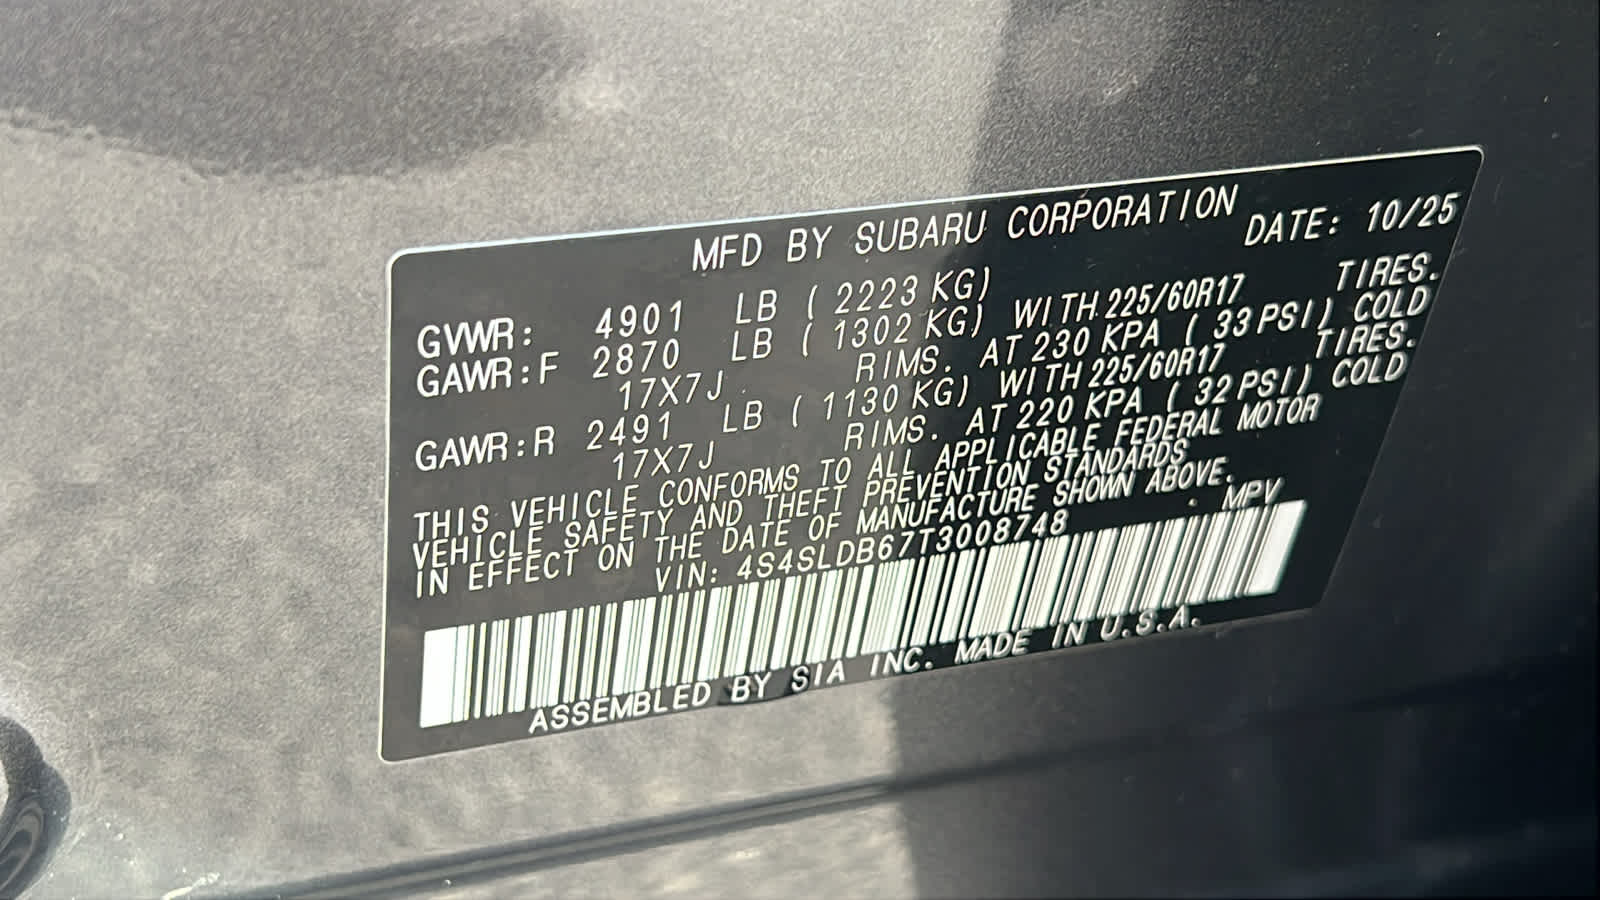 MFD BY SUBARU CORPORATION DATE: 10/25
GVWR: 4901 LB ( 2223 KG)
GAWR:F 2870 LB ( 1302 KG) WITH 225/60R17 TIRES.
17X7J RIMS. AT 230 KPA ( 33 PSI) COLD
GAWR:R 2491 LB ( 1130 KG) WITH 225/60R17 TIRES.
17X7J RIMS. AT 220 KPA ( 32 PSI) COLD
THIS VEHICLE CONFORMS TO ALL APPLICABLE FEDERAL MOTOR
VEHICLE SAFETY AND THEFT PREVENTION STANDARDS
IN EFFECT ON THE DATE OF MANUFACTURE SHOWN ABOVE.
VIN: 4S4SLDB67T3008748 MPV
ASSEMBLED BY SIA INC. MADE IN U.S.A.